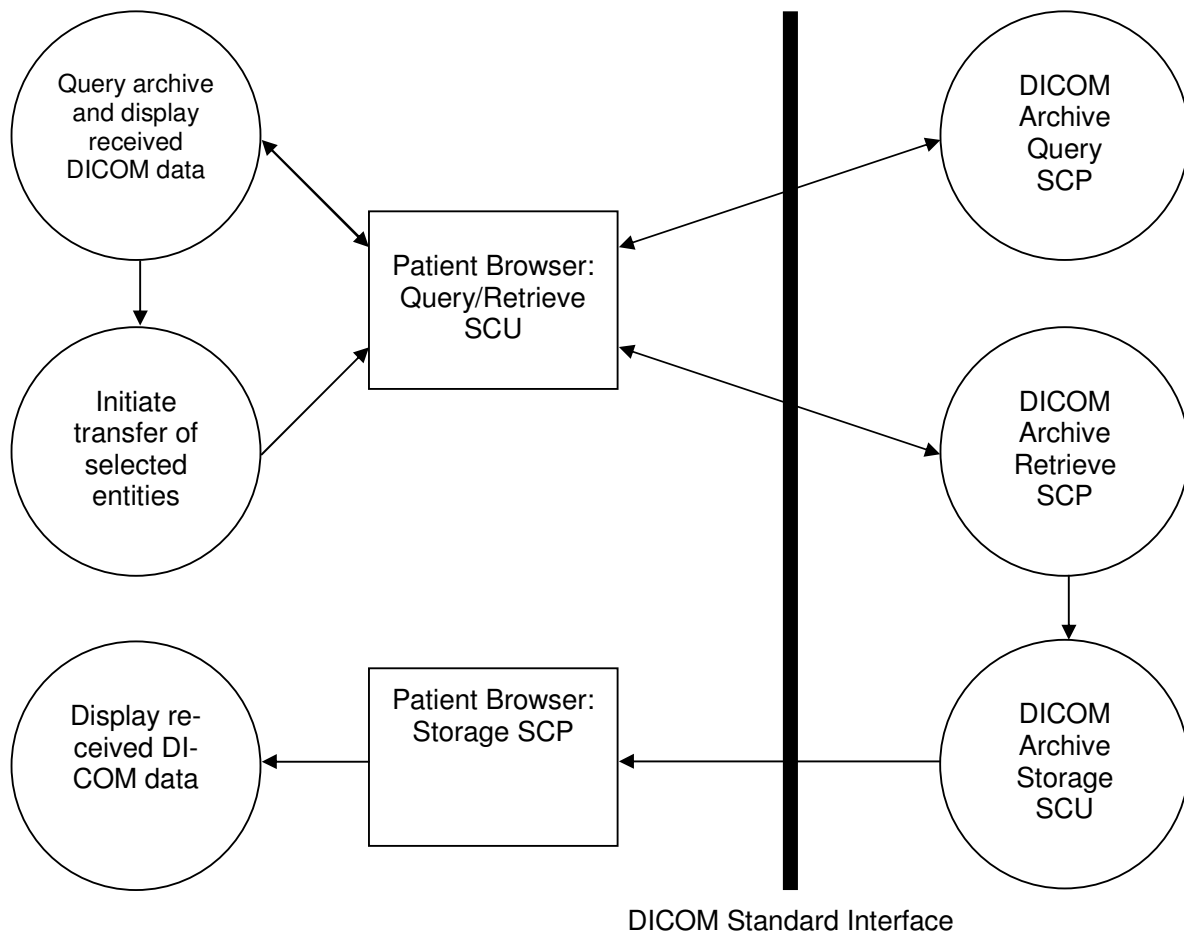 Query archive
and display
received
DICOM data
DICOM
Archive
Query
SCP
Patient Browser:
Query/Retrieve
SCU
Initiate
transfer of
selected
entities
DICOM
Archive
Retrieve
SCP
Display re-
ceived DI-
COM data
Patient Browser:
Storage SCP
DICOM
Archive
Storage
SCU
DICOM Standard Interface